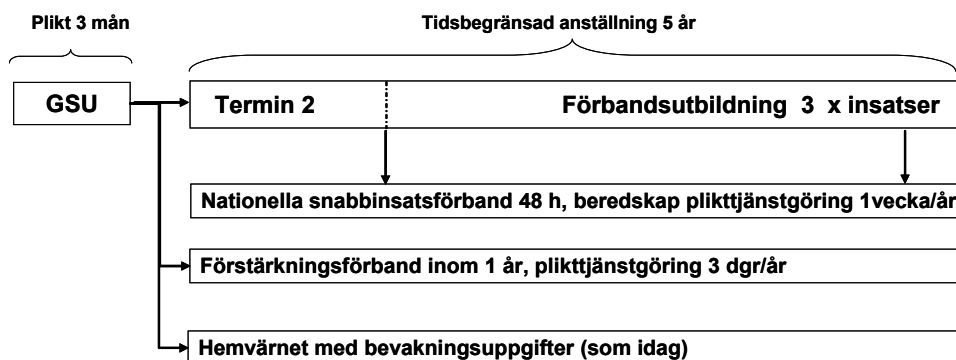 Plikt 3 mån
Tidsbegränsad anställning 5 år
GSU
Termin 2
Förbandsutbildning 3 x insatser
Nationella snabbinsatsförband 48 h, beredskap plikttjänstgöring 1vecka/år
Förstärkningsförband inom 1 år, plikttjänstgöring 3 dgr/år
Hemvärnet med bevakningsuppgifter (som idag)